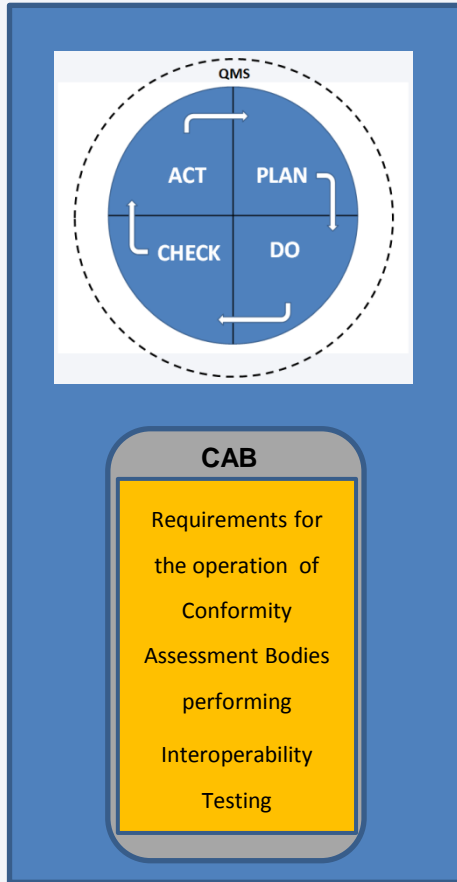 QMS
ACT PLAN
CHECK DO
CAB
Requirements for
the operation of
Conformity
Assessment Bodies
performing
Interoperability
Testing